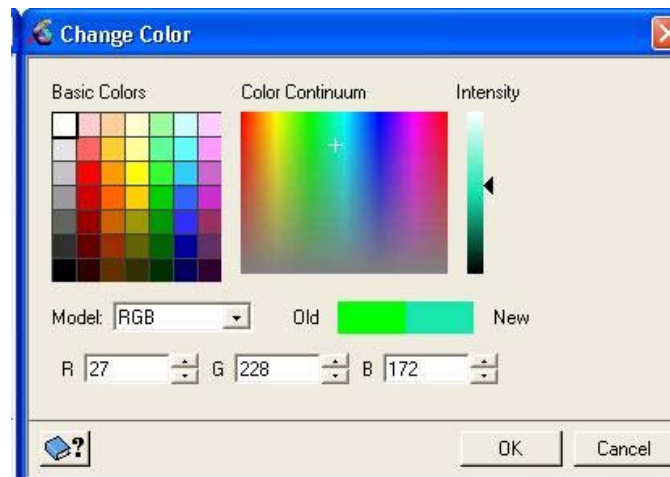 Change Color
Basic Colors Color Continuum Intensity
Model: RGB Old New
R 27 G 228 B 172
? OK Cancel